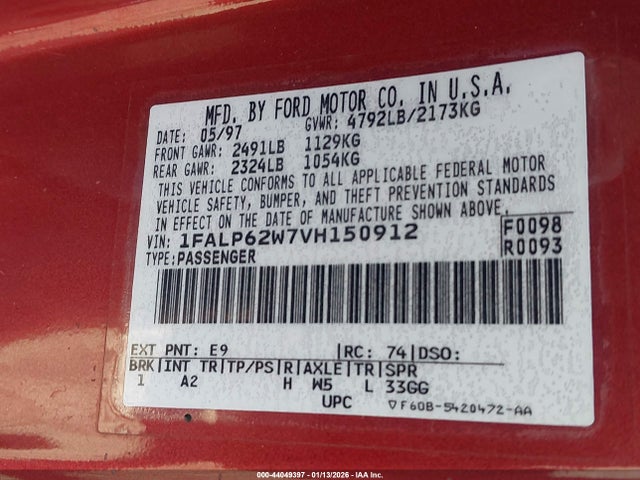 MFD. BY FORD MOTOR CO. IN U.S.A.
DATE: 05/97 GVWR: 4792LB/2173KG
FRONT GAWR: 2491LB 1129KG
REAR GAWR: 2324LB 1054KG
THIS VEHICLE CONFORMS TO ALL APPLICABLE FEDERAL MOTOR
VEHICLE SAFETY, BUMPER, AND THEFT PREVENTION STANDARDS
IN EFFECT ON THE DATE OF MANUFACTURE SHOWN ABOVE.
VIN: 1FALP62W7VH150912 F0098
TYPE: PASSENGER R0093
EXT PNT: E9 RC: 74 DSO:
BRK INT TR TP/PS R AXLE TR SPR
1 A2 H W5 L 33GG
UPC ▽F60B-5420472-AA
000-44049397 - 01/13/2026 - IAA Inc.